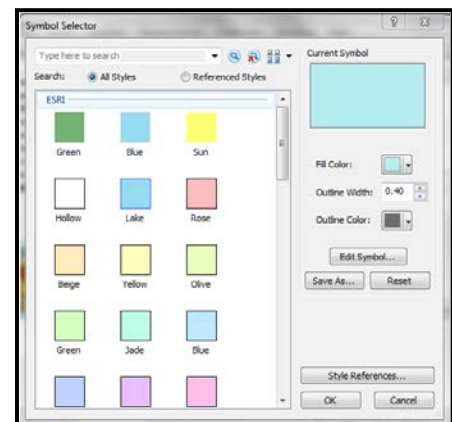 Symbol Selector
Type here to search
Search: All Styles Referenced Styles
ESRI
Green Blue Sun
Hollow Lake Rose
Beige Yellow Olive
Green Jade Blue
Current Symbol
Fill Color:
Outline Width: 0.40
Outline Color:
Edit Symbol...
Save As... Reset
Style References...
OK Cancel